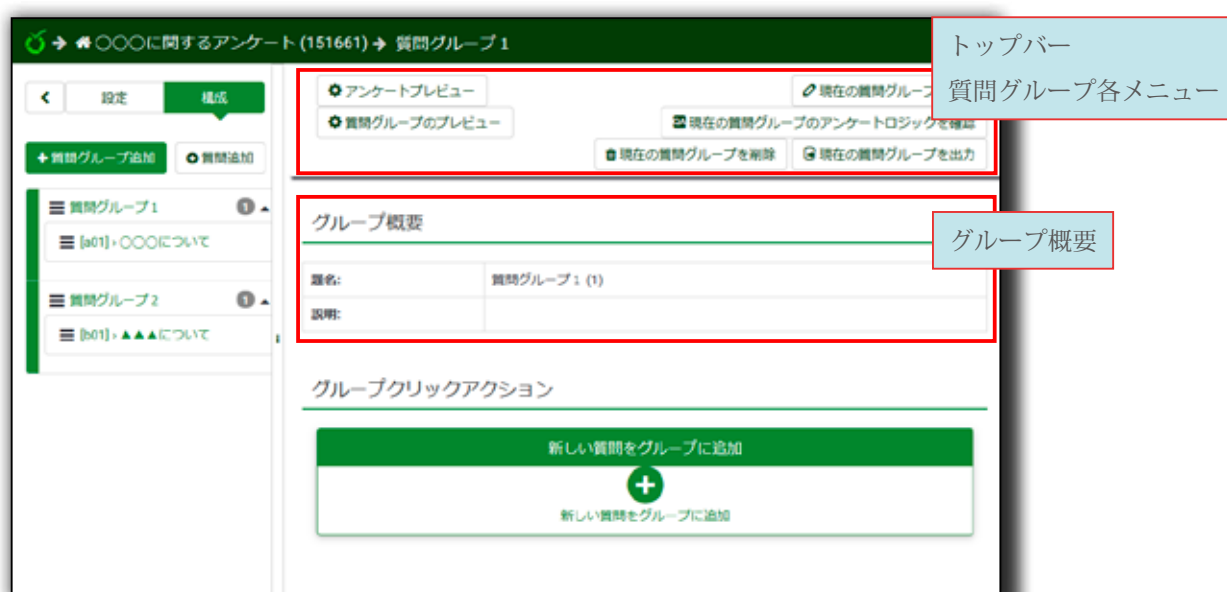 〇〇〇に関するアンケート (151661) 質問グループ 1
トップバー
質問グループ各メニュー
設定
構成
質問グループ追加
質問追加
質問グループ 1
1
[a01] › 〇〇〇について
質問グループ 2
1
[b01] › ▲▲▲について
アンケートプレビュー
現在の質問グループ
質問グループのプレビュー
現在の質問グループのアンケートロジックを確認
現在の質問グループを削除
現在の質問グループを出力
グループ概要
グループ概要
題名:
質問グループ 1 (1)
説明:
グループクリックアクション
新しい質問をグループに追加
新しい質問をグループに追加